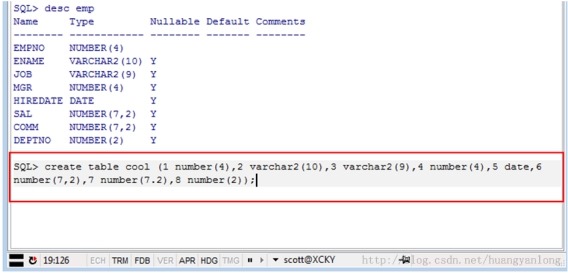 SQL> desc emp
Name Type Nullable Default Comments
-------- ------------ -------- ------- --------
EMPNO NUMBER(4)
ENAME VARCHAR2(10) Y
JOB VARCHAR2(9) Y
MGR NUMBER(4) Y
HIREDATE DATE Y
SAL NUMBER(7,2) Y
COMM NUMBER(7,2) Y
DEPTNO NUMBER(2) Y
SQL> create table cool (1 number(4),2 varchar2(10),3 varchar2(9),4 number(4),5 date,6
number(7,2),7 number(7.2),8 number(2));
19:126 ECH TRM FDB VER APR HDG TMG scott@XCKY http://log.csdn.net/huangyanlong